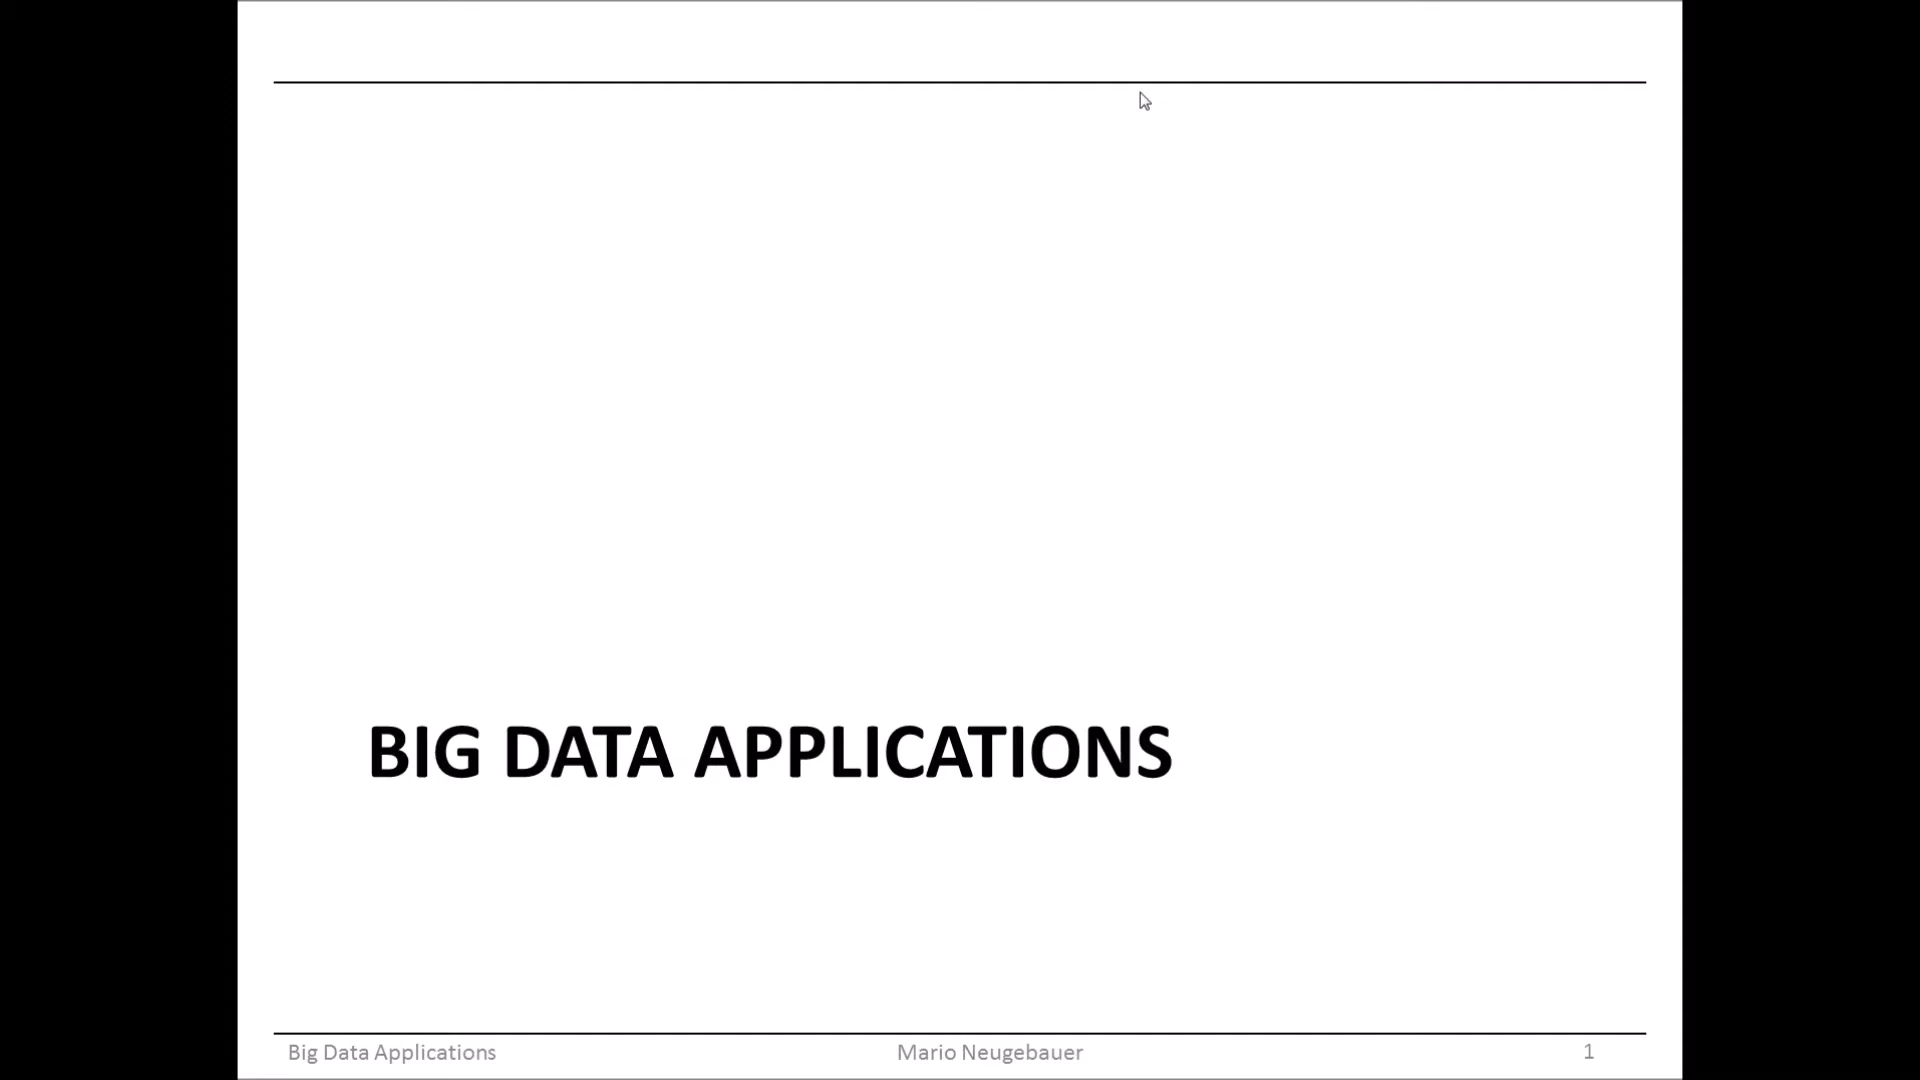 BIG DATA APPLICATIONS
Big Data Applications
Mario Neugebauer
1